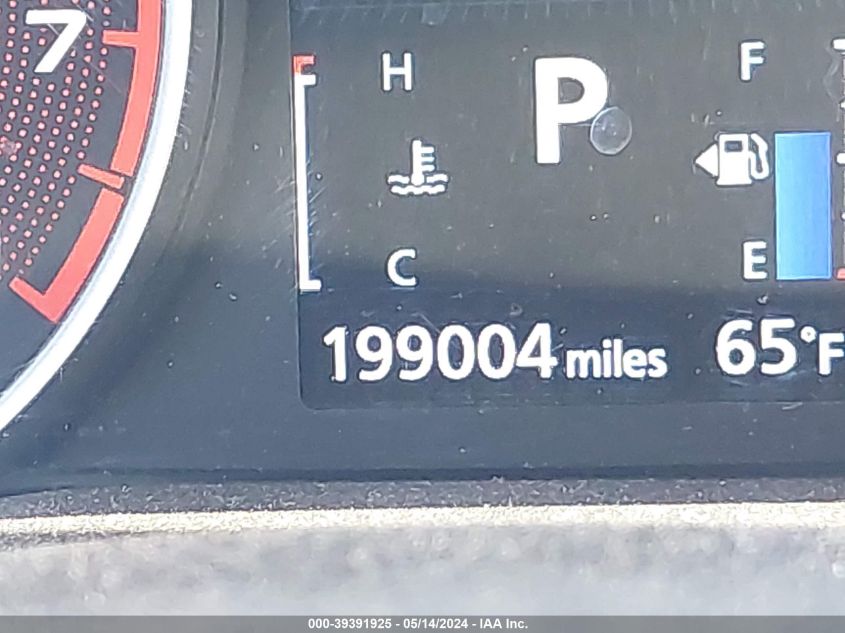 7
H P F
C E
199004 miles 65°F
000-39391925 - 05/14/2024 - IAA Inc.